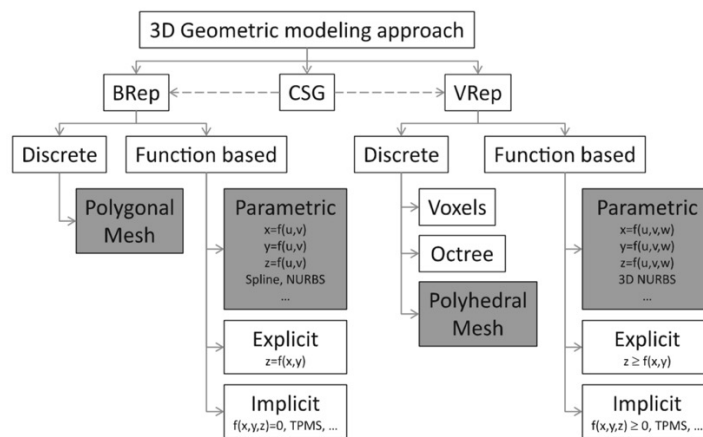 3D Geometric modeling approach
BRep
CSG
VRep
Discrete
Function based
Discrete
Function based
Polygonal
Mesh
Parametric
x=f(u,v)
y=f(u,v)
z=f(u,v)
Spline, NURBS
...
Explicit
z=f(x,y)
Implicit
f(x,y,z)=0, TPMS, ...
Voxels
Octree
Polyhedral
Mesh
Parametric
x=f(u,v,w)
y=f(u,v,w)
z=f(u,v,w)
3D NURBS
...
Explicit
z ≥ f(x,y)
Implicit
f(x,y,z) ≥ 0, TPMS, ...